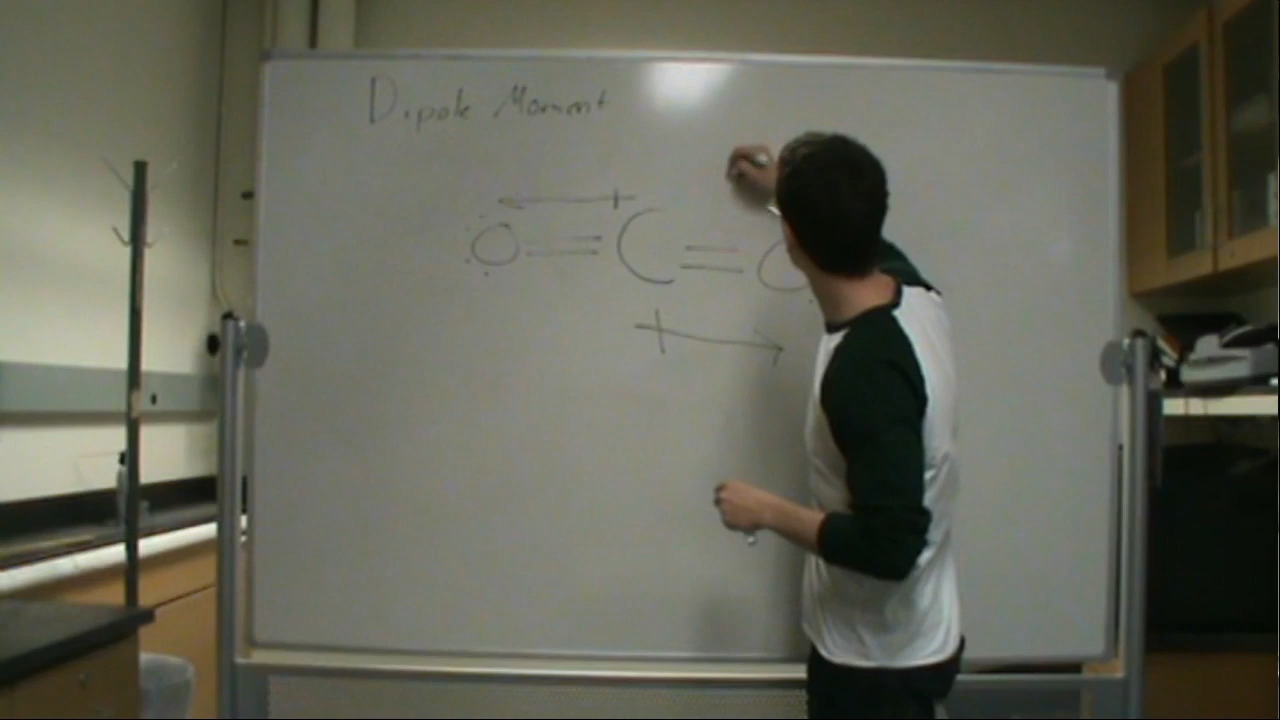 Dipole Moment
O = C = O